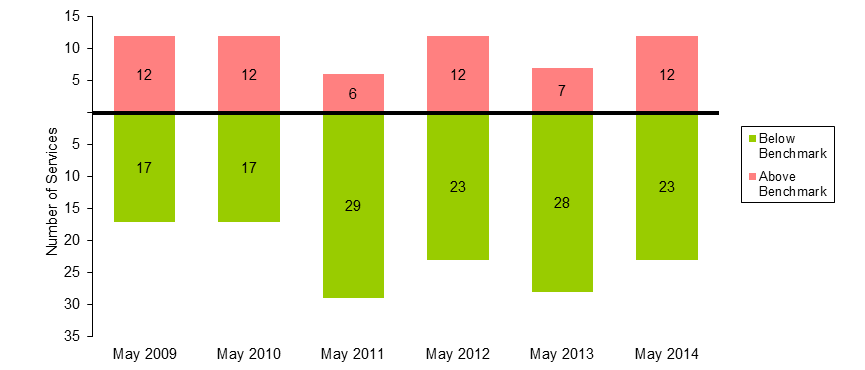 15
10
5
5
10
15
20
25
30
35
Number of Services
12
12
6
12
7
12
17
17
29
23
28
23
May 2009
May 2010
May 2011
May 2012
May 2013
May 2014
Below
Benchmark
Above
Benchmark